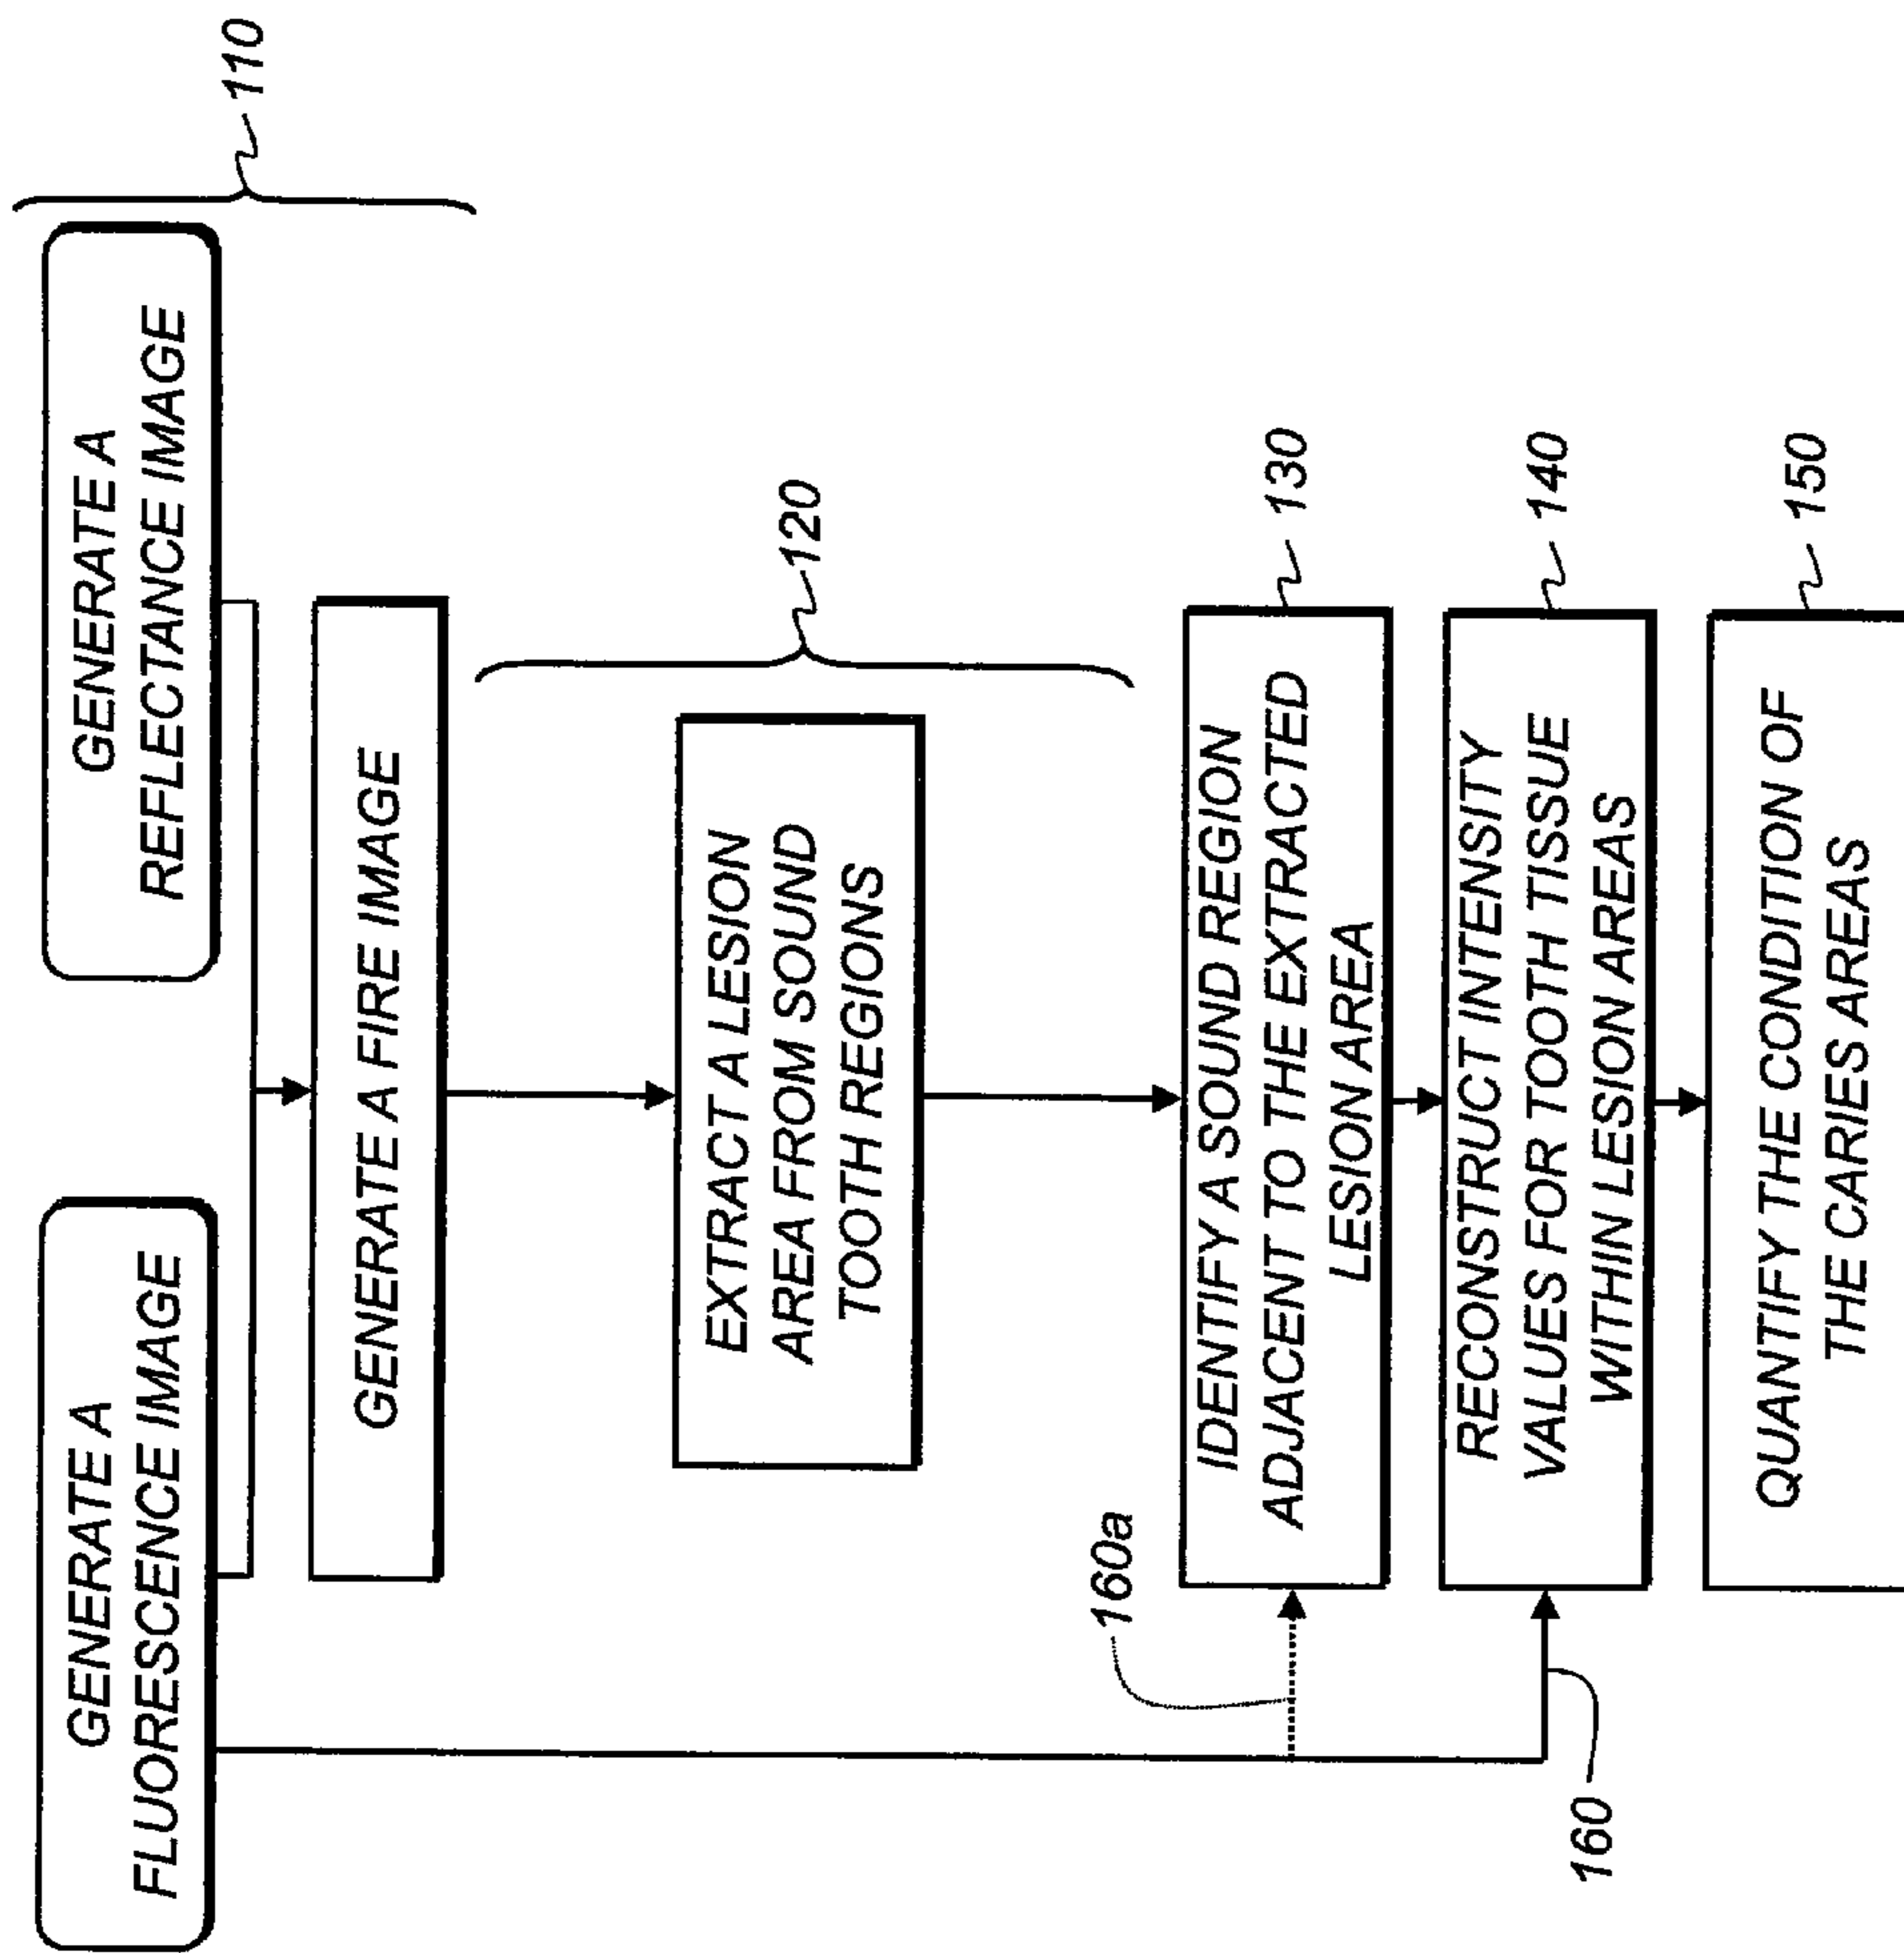 GENERATE A
FLUORESCENCE IMAGE
GENERATE A
REFLECTANCE IMAGE
110
GENERATE A FIRE IMAGE
EXTRACT A LESION
AREA FROM SOUND
TOOTH REGIONS
120
160a
IDENTIFY A SOUND REGION
ADJACENT TO THE EXTRACTED
LESION AREA
130
160
RECONSTRUCT INTENSITY
VALUES FOR TOOTH TISSUE
WITHIN LESION AREAS
140
QUANTIFY THE CONDITION OF
THE CARIES AREAS
150